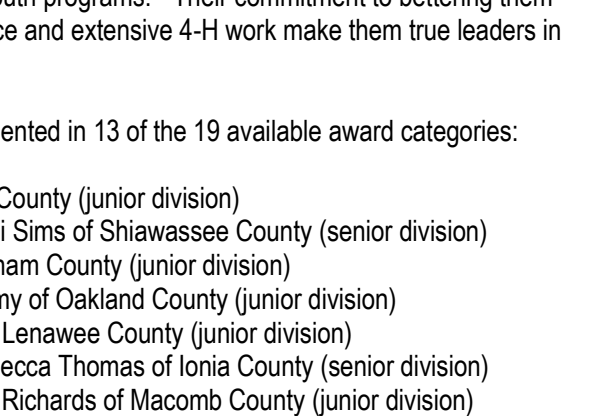 outh programs. Their commitment to bettering them
ce and extensive 4-H work make them true leaders in
ented in 13 of the 19 available award categories:
County (junior division)
i Sims of Shiawassee County (senior division)
ham County (junior division)
my of Oakland County (junior division)
Lenawee County (junior division)
ecca Thomas of Ionia County (senior division)
Richards of Macomb County (junior division)